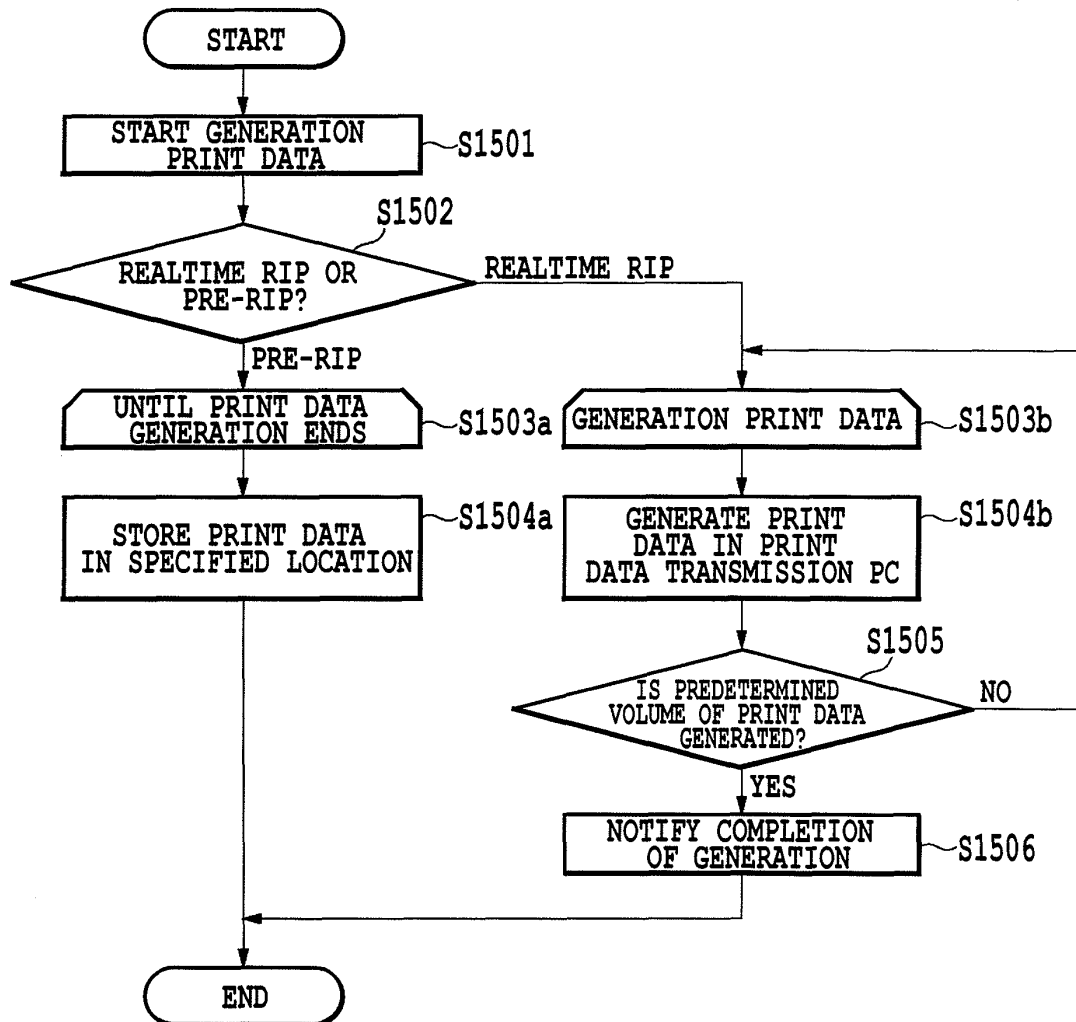 START
START GENERATION
PRINT DATA
S1501
S1502
REALTIME RIP OR
PRE-RIP?
REALTIME RIP
PRE-RIP
UNTIL PRINT DATA
GENERATION ENDS
S1503a
GENERATION PRINT DATA
S1503b
STORE PRINT DATA
IN SPECIFIED LOCATION
S1504a
GENERATE PRINT
DATA IN PRINT
DATA TRANSMISSION PC
S1504b
S1505
IS PREDETERMINED
VOLUME OF PRINT DATA
GENERATED?
NO
YES
NOTIFY COMPLETION
OF GENERATION
S1506
END